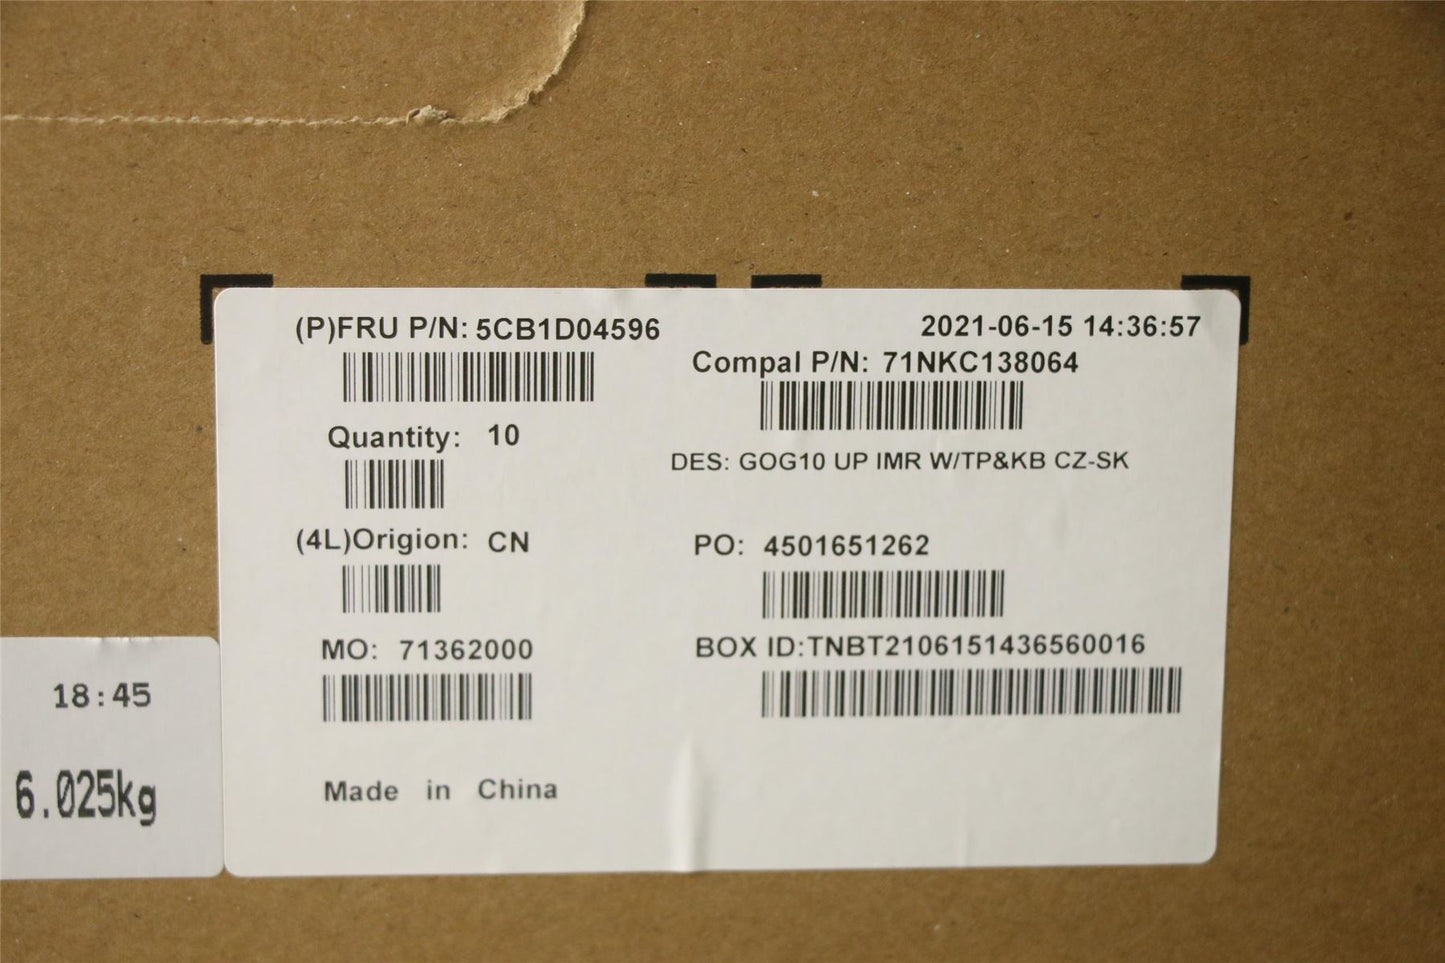 (P)FRU P/N: 5CB1D04596
2021-06-15 14:36:57
Compal P/N: 71NKC138064
Quantity: 10
DES: GOG10 UP IMR W/TP&KB CZ-SK
(4L)Origion: CN
PO: 4501651262
MO: 71362000
BOX ID:TNBT2106151436560016
Made in China
18:45
6.025kg